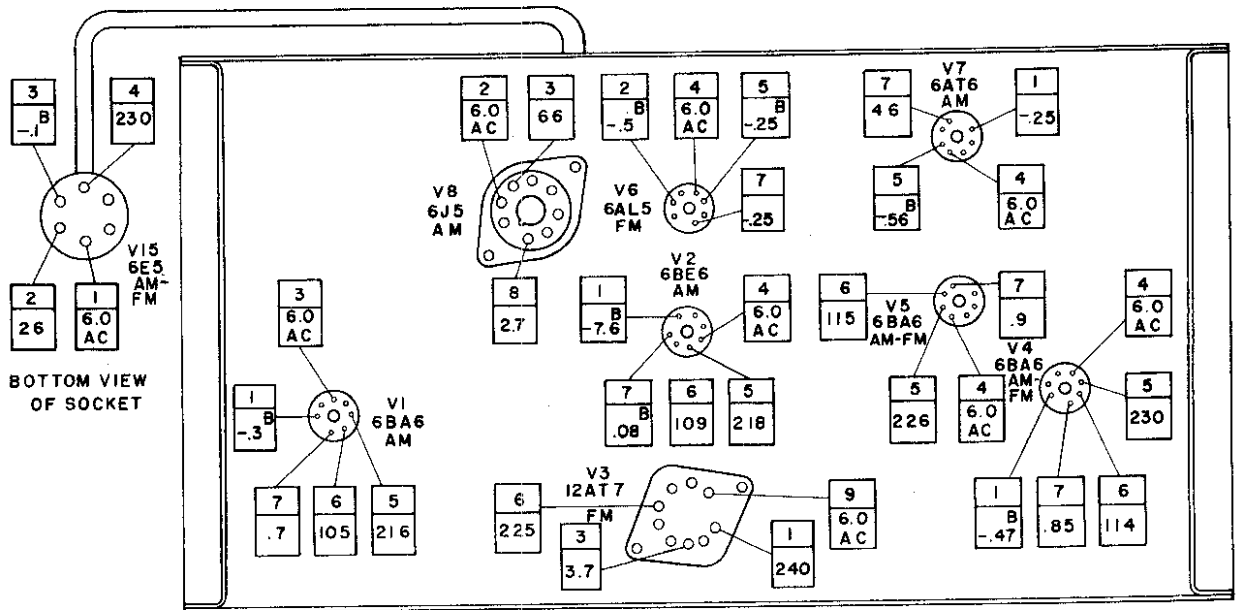 3
B
-.1
4
230
V15
6E5
AM-
FM
2
26
1
6.0
AC
BOTTOM VIEW
OF SOCKET
2
6.0
AC
3
66
V8
6J5
AM
8
2.7
2
B
-.5
4
6.0
AC
5
B
-.25
V6
6AL5
FM
7
-.25
7
46
V7
6AT6
AM
1
-.25
5
B
-.56
4
6.0
AC
3
6.0
AC
1
B
-.3
V1
6BA6
AM
7
.7
6
105
5
216
V2
6BE6
AM
1
B
-7.6
4
6.0
AC
7
B
.08
6
109
5
218
6
115
V5
6BA6
AM-FM
7
.9
5
226
4
6.0
AC
V4
6BA6
AM-
FM
4
6.0
AC
5
230
1
B
-.47
7
.85
6
114
V3
12AT7
FM
6
225
3
3.7
9
6.0
AC
1
240